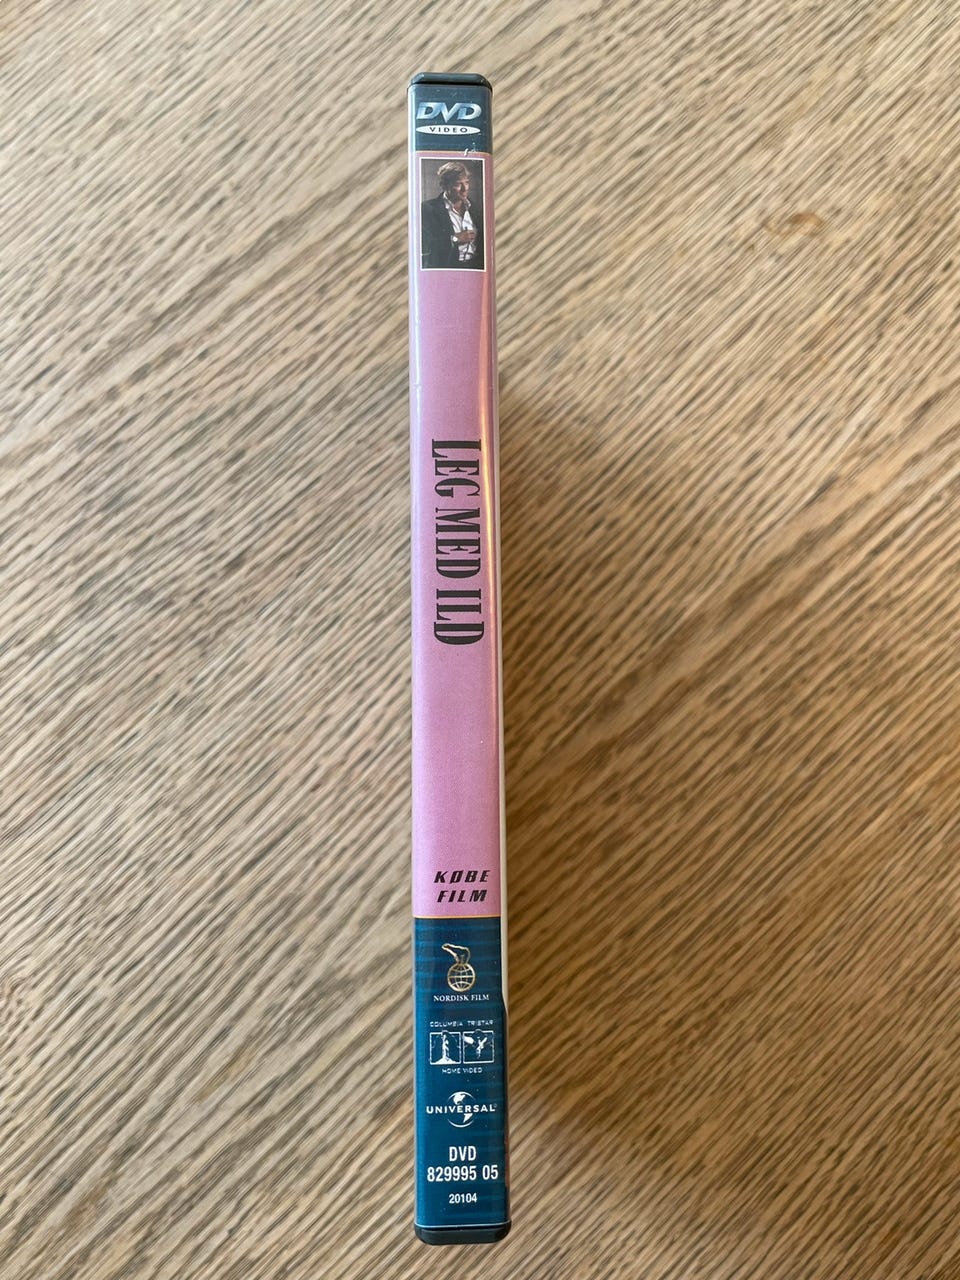 DVD
VIDEO
LEG MED ILD
KØBE
FILM
NORDISK FILM
COLUMBIA TRISTAR
HOME VIDEO
UNIVERSAL
DVD
829995 05
20104